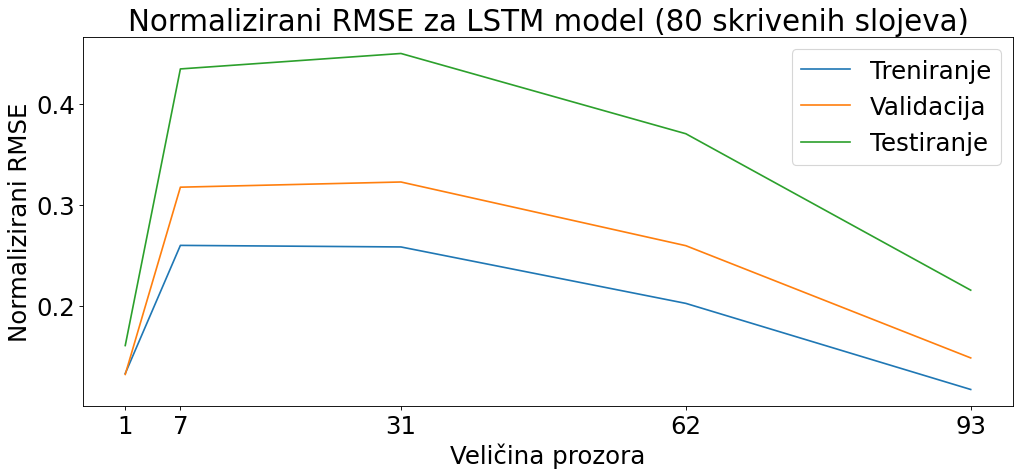 Normalizirani RMSE za LSTM model (80 skrivenih slojeva)
Treniranje
Validacija
Testiranje
Normalizirani RMSE
0.4
0.3
0.2
1 7 31 62 93
Veličina prozora